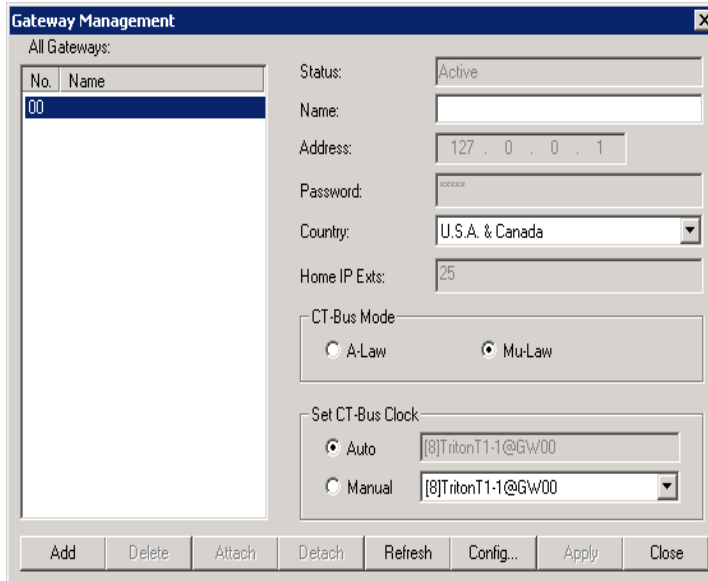 Gateway Management
All Gateways:
No. Name
00
Status: Active
Name:
Address: 127 . 0 . 0 . 1
Password: *****
Country: U.S.A. & Canada
Home IP Exts: 25
CT-Bus Mode
A-Law Mu-Law
Set CT-Bus Clock
Auto [8]TritonT1-1@GW00
Manual [8]TritonT1-1@GW00
Add Delete Attach Detach Refresh Config... Apply Close